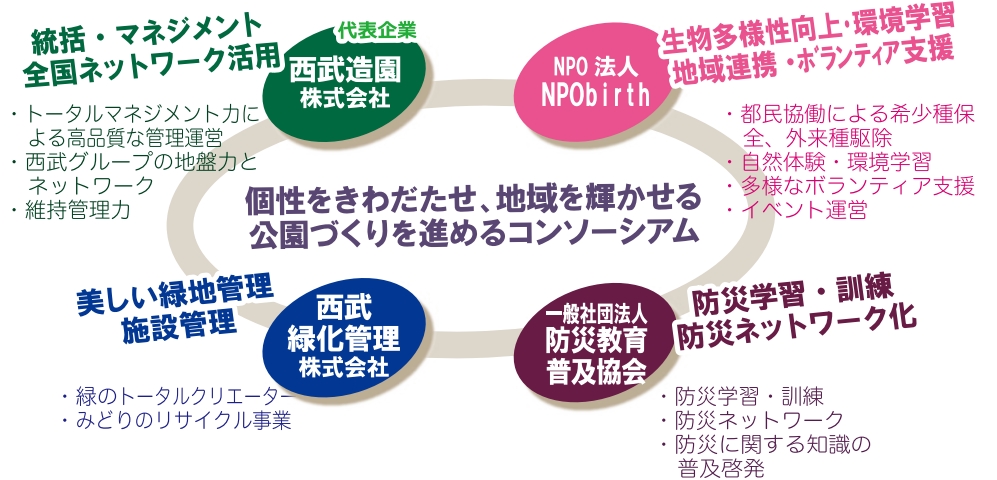 統括・マネジメント
全国ネットワーク活用
代表企業
西武造園
株式会社
・トータルマネジメント力に
よる高品質な管理運営
・西武グループの地盤力と
ネットワーク
・維持管理力
NPO 法人
NPObirth
生物多様性向上・環境学習
地域連携・ボランティア支援
・都民協働による希少種保
全、外来種駆除
・自然体験・環境学習
・多様なボランティア支援
・イベント運営
個性をきわだたせ、地域を輝かせる
公園づくりを進めるコンソーシアム
美しい緑地管理
施設管理
西武
緑化管理
株式会社
・緑のトータルクリエーター
・みどりのリサイクル事業
一般社団法人
防災教育
普及協会
防災学習・訓練
防災ネットワーク化
・防災学習・訓練
・防災ネットワーク
・防災に関する知識の
普及啓発